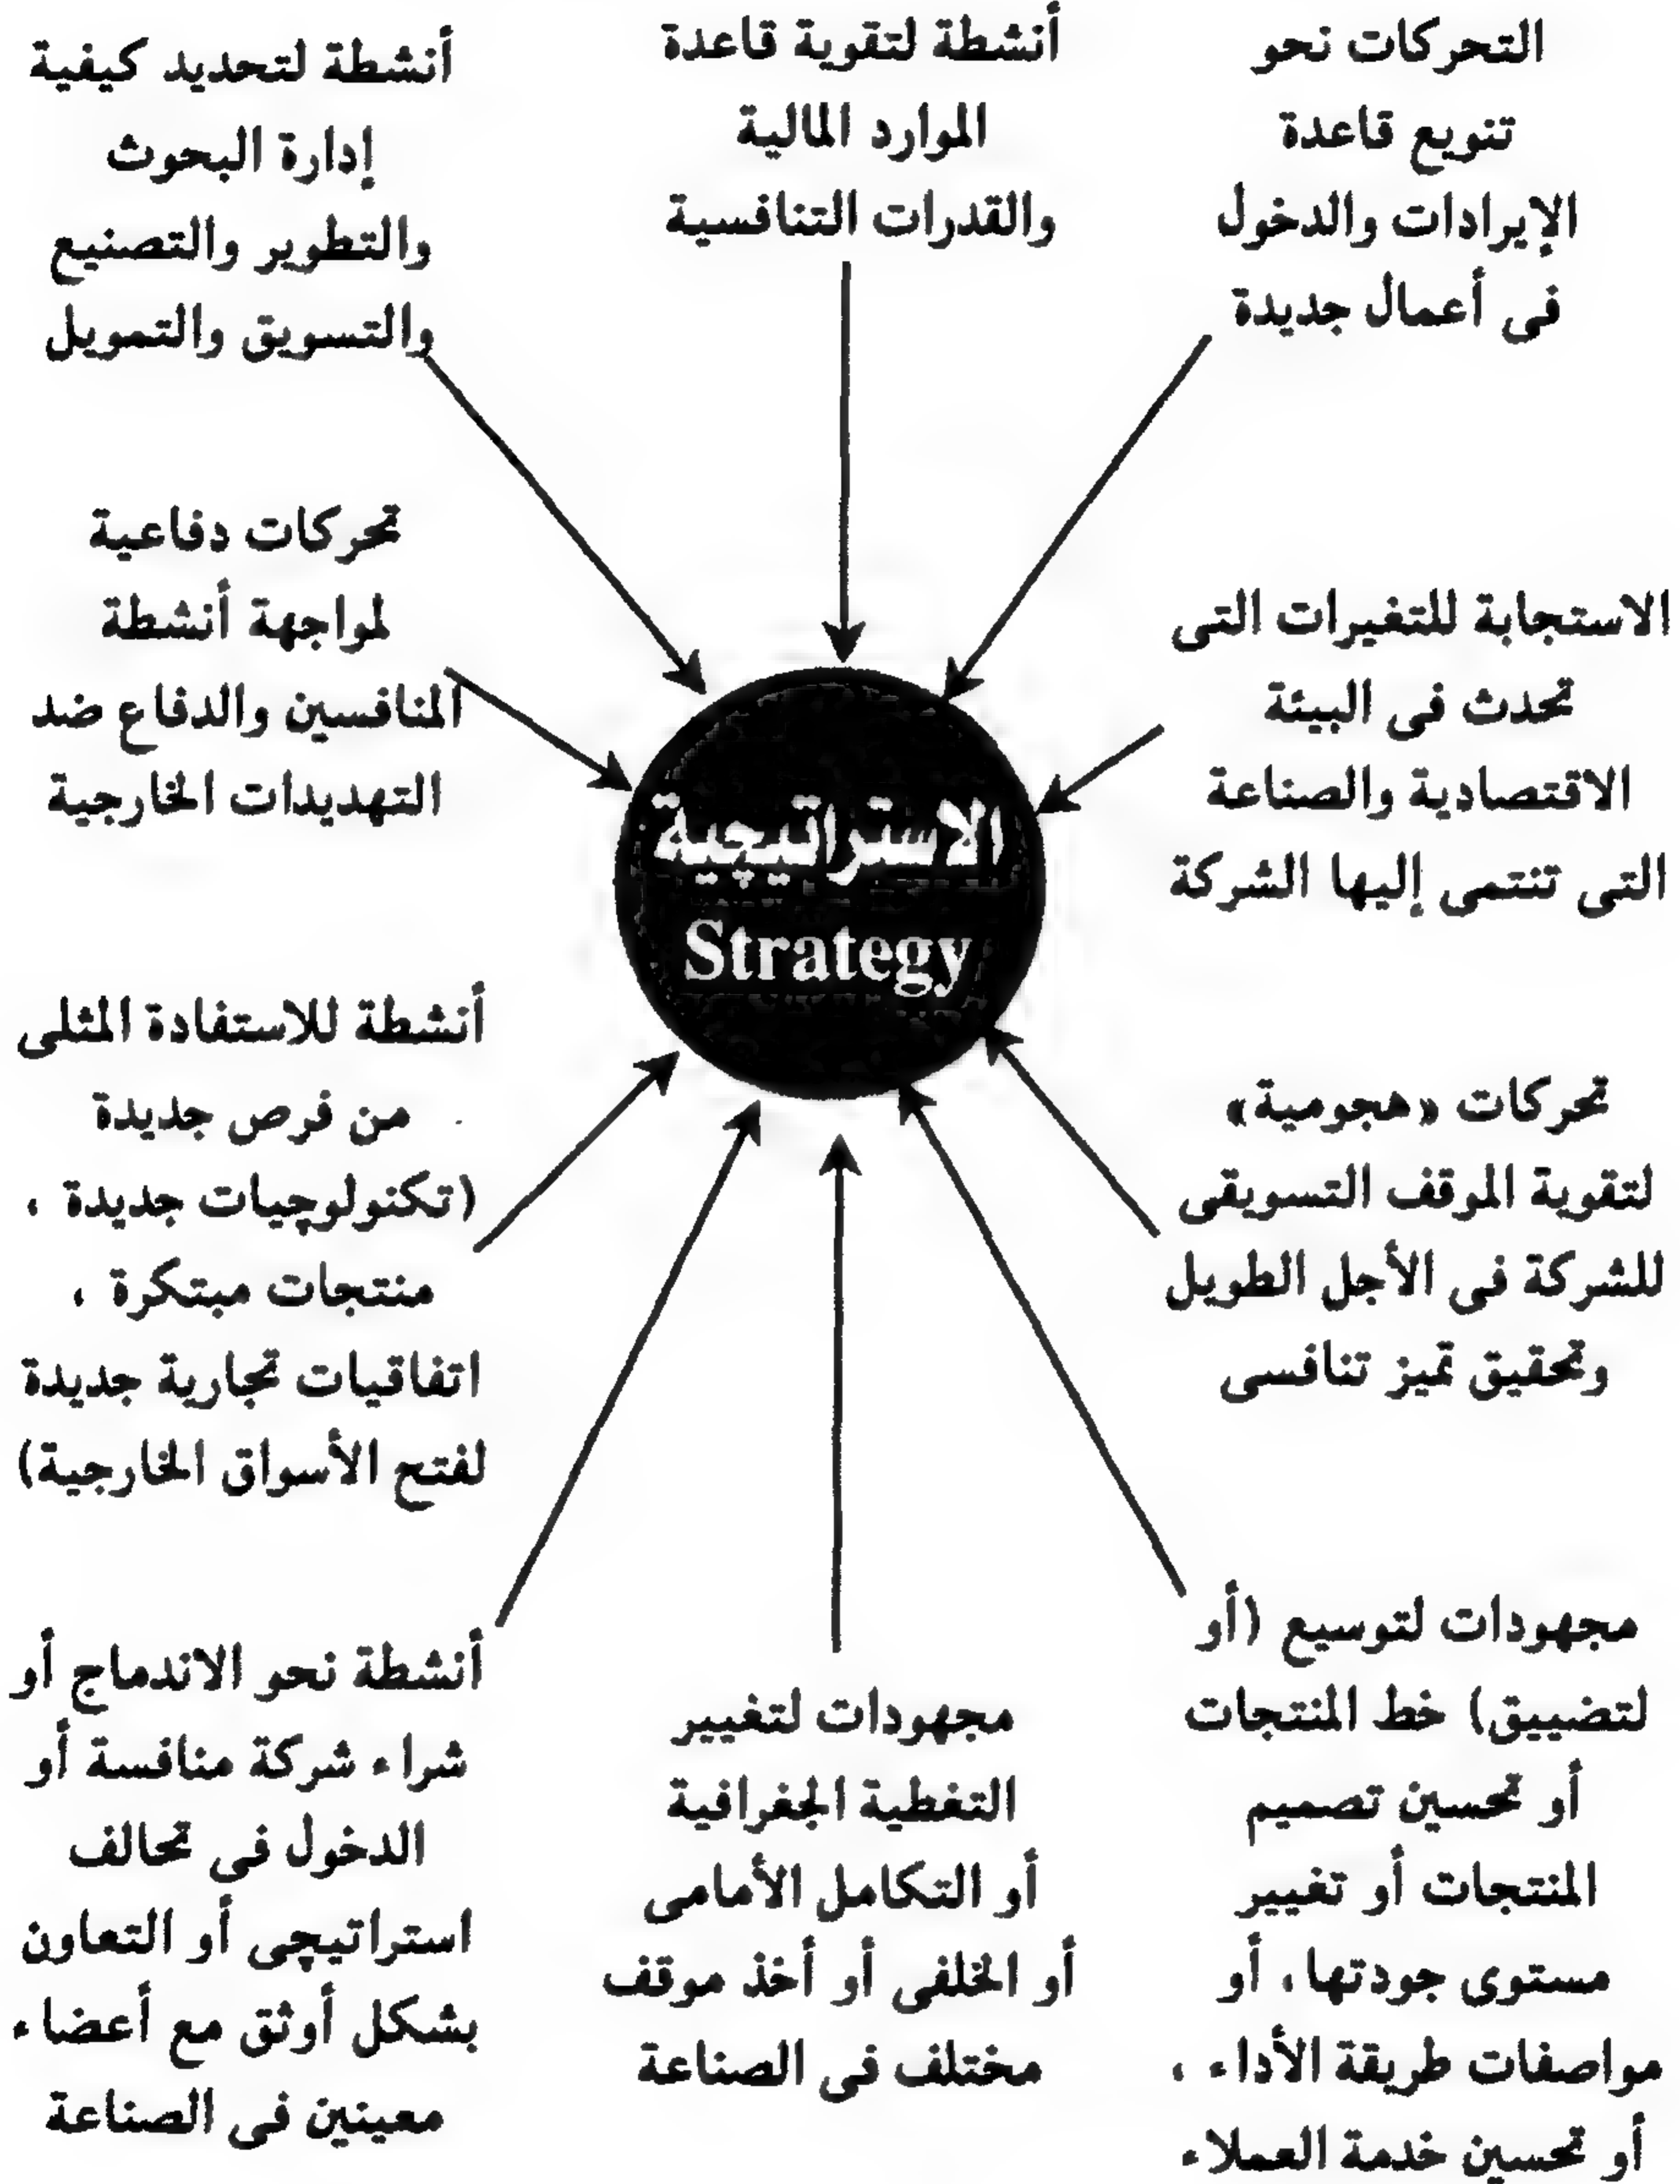 التحركات نحو
تنويع قاعدة
الإيرادات والدخول
فى أعمال جديدة
أنشطة لتقوية قاعدة
الموارد المالية
والقدرات التنافسية
أنشطة لتحديد كيفية
إدارة البحوث
والتطوير والتصنيع
والتسويق والتمويل
الاستجابة للتغيرات التى
تحدث فى البيئة
الاقتصادية والصناعة
التى تنتمى إليها الشركة
تحركات دفاعية
لمواجهة أنشطة
المنافسين والدفاع ضد
التهديدات الخارجية
الاستراتيچية
Strategy
تحركات «هجومية»
لتقوية الموقف التسويقى
للشركة فى الأجل الطويل
وتحقيق تميز تنافسى
أنشطة للاستفادة المثلى
من فرص جديدة
(تكنولوچيات جديدة ،
منتجات مبتكرة ،
اتفاقيات تجارية جديدة
لفتح الأسواق الخارجية)
مجهودات لتوسيع (أو
لتضييق) خط المنتجات
أو تحسين تصميم
المنتجات أو تغيير
مستوى جودتها، أو
مواصفات طريقة الأداء ،
أو تحسين خدمة العملاء
مجهودات لتغيير
التغطية الجغرافية
أو التكامل الأمامى
أو الخلفى أو أخذ موقف
مختلف فى الصناعة
أنشطة نحو الاندماج أو
شراء شركة منافسة أو
الدخول فى تحالف
استراتيچى أو التعاون
بشكل أوثق مع أعضاء
معينين فى الصناعة